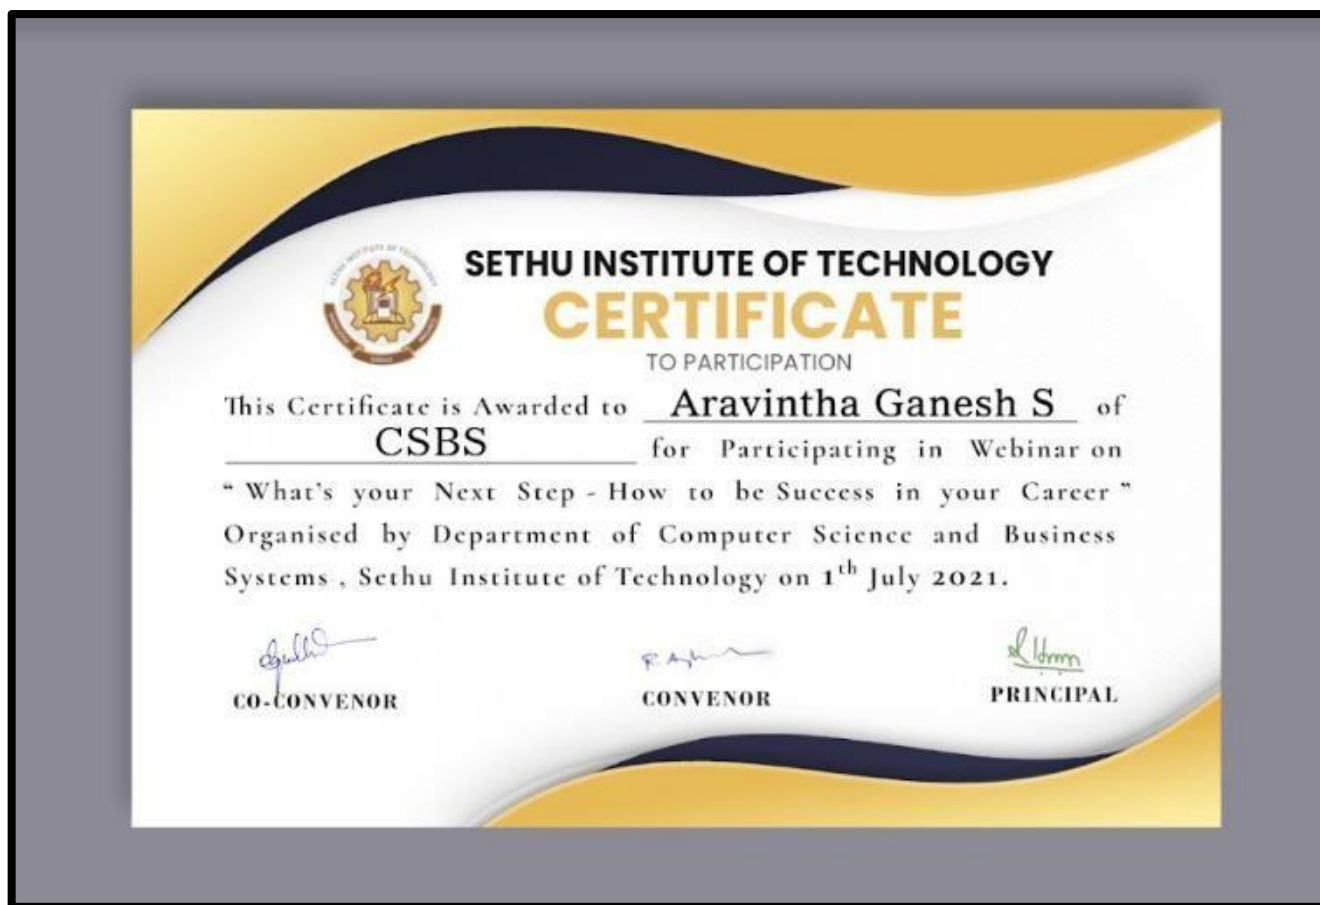 SETHU INSTITUTE OF TECHNOLOGY
CERTIFICATE
TO PARTICIPATION
This Certificate is Awarded to Aravintha Ganesh S of
CSBS for Participating in Webinar on
“ What's your Next Step - How to be Success in your Career ”
Organised by Department of Computer Science and Business
Systems , Sethu Institute of Technology on 1th July 2021.
CO-CONVENOR CONVENOR PRINCIPAL